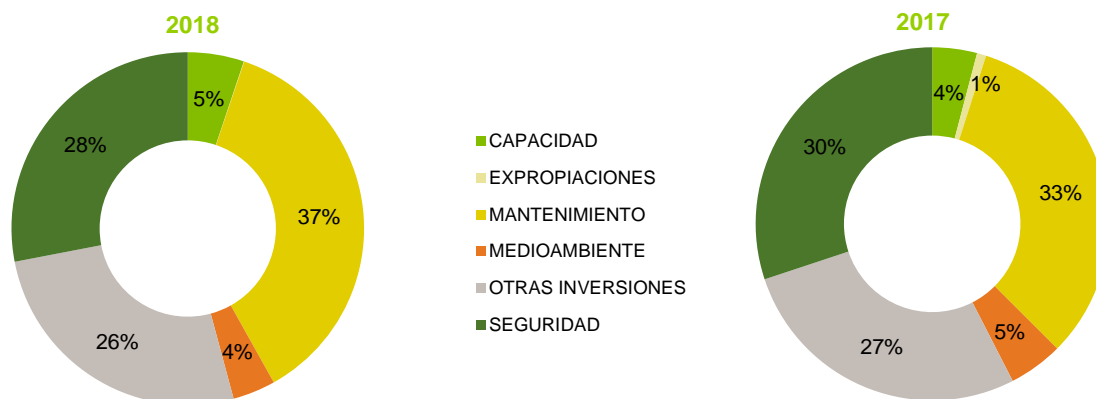 2018
5%
37%
4%
26%
28%
CAPACIDAD
EXPROPIACIONES
MANTENIMIENTO
MEDIOAMBIENTE
OTRAS INVERSIONES
SEGURIDAD
2017
4%
1%
33%
5%
27%
30%